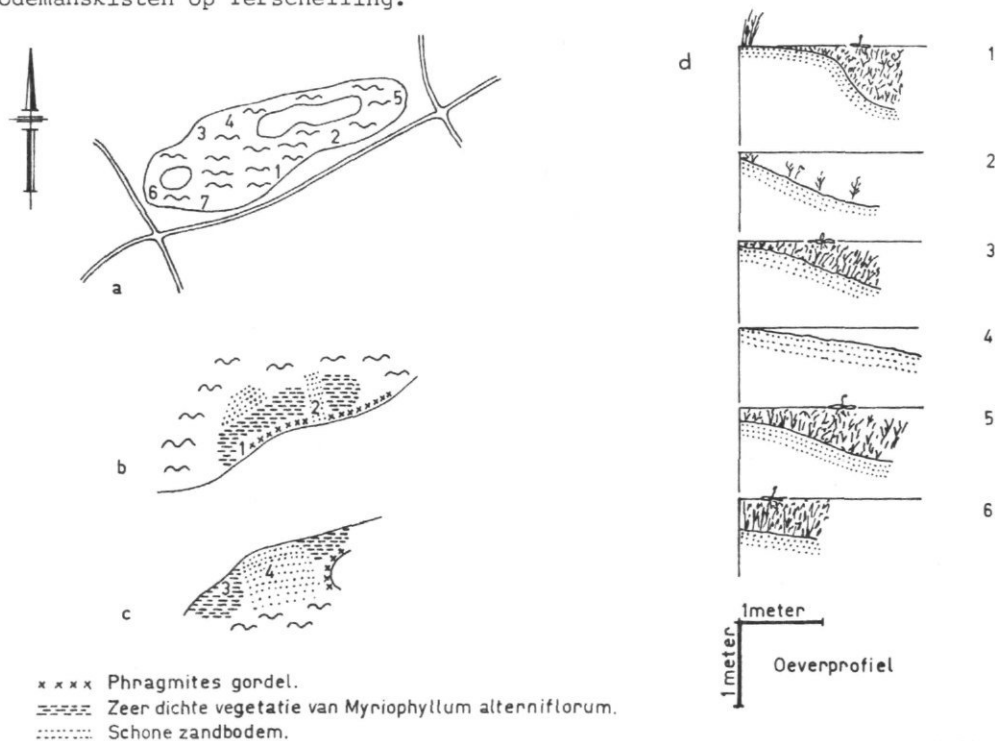 op Terschelling.
3 4 5
2
1
6
7
a
2
1
b
4
3
c
x x x x Phragmites gordel.
Zeer dichte vegetatie van Myriophyllum alterniflorum.
Schone zandbodem.
d
1
2
3
4
5
6
1meter
1meter
Oeverprofiel